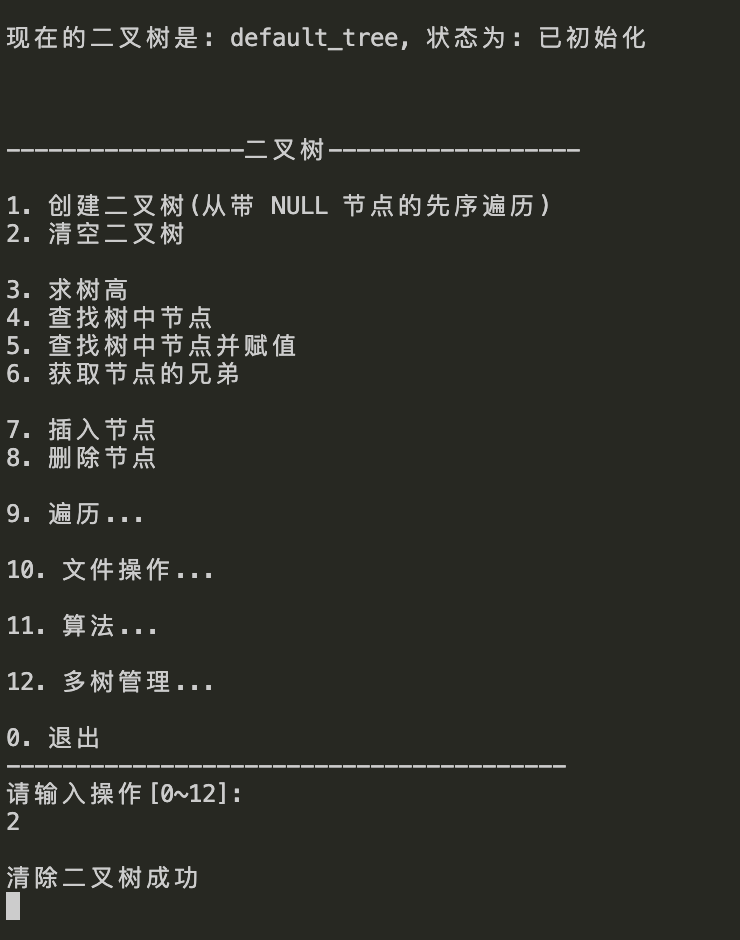 现在的二叉树是: default_tree, 状态为: 已初始化
-----------------二叉树------------------
1. 创建二叉树(从带 NULL 节点的先序遍历)
2. 清空二叉树
3. 求树高
4. 查找树中节点
5. 查找树中节点并赋值
6. 获取节点的兄弟
7. 插入节点
8. 删除节点
9. 遍历...
10. 文件操作...
11. 算法...
12. 多树管理...
0. 退出
----------------------------------------
请输入操作[0~12]:
2
清除二叉树成功